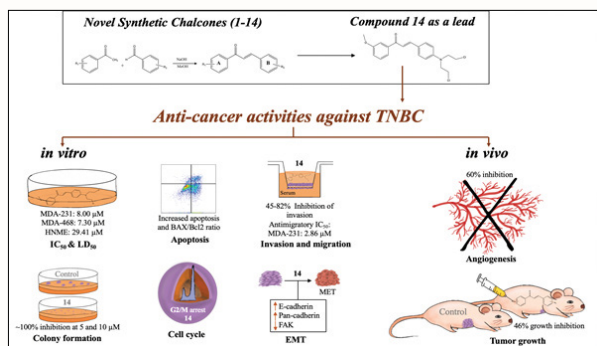 Novel Synthetic Chalcones (1-14)
Compound 14 as a lead
A
B
Anti-cancer activities against TNBC
in vitro
in vivo
MDA-231: 8.00 µM
MDA-468: 7.30 µM
HNME: 29.41 µM
IC50 & LD50
Increased apoptosis
and BAX/Bcl2 ratio
Apoptosis
14
Serum
45-82% Inhibition of
invasion
Antimigratory IC50:
MDA-231: 2.86 µM
Invasion and migration
60% inhibition
Angiogenesis
Control
14
~100% inhibition at 5 and 10 µM
Colony formation
G2/M arrest
14
Cell cycle
14
MET
E-cadherin
Pan-cadherin
FAK
EMT
Control
14
46% growth inhibition
Tumor growth